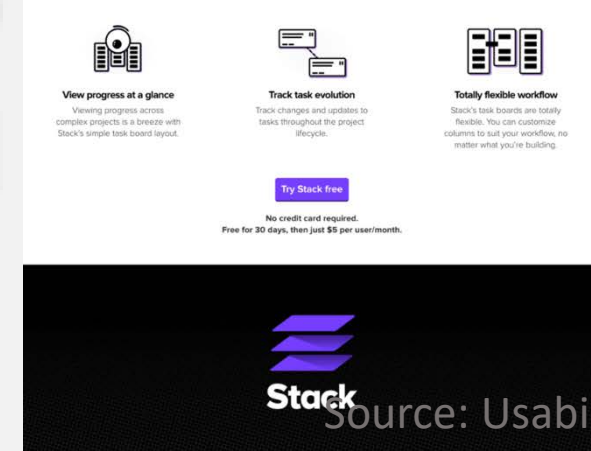 View progress at a glance
Viewing progress across
complex projects is a breeze with
Stack's simple task board layout.
Track task evolution
Track changes and updates to
tasks throughout the project
lifecycle.
Totally flexible workflow
Stack's task boards are totally
flexible. You can customize
columns to suit your workflow, no
matter what you're building.
Try Stack free
No credit card required.
Free for 30 days, then just $5 per user/month.
Stack
Source: Usabi